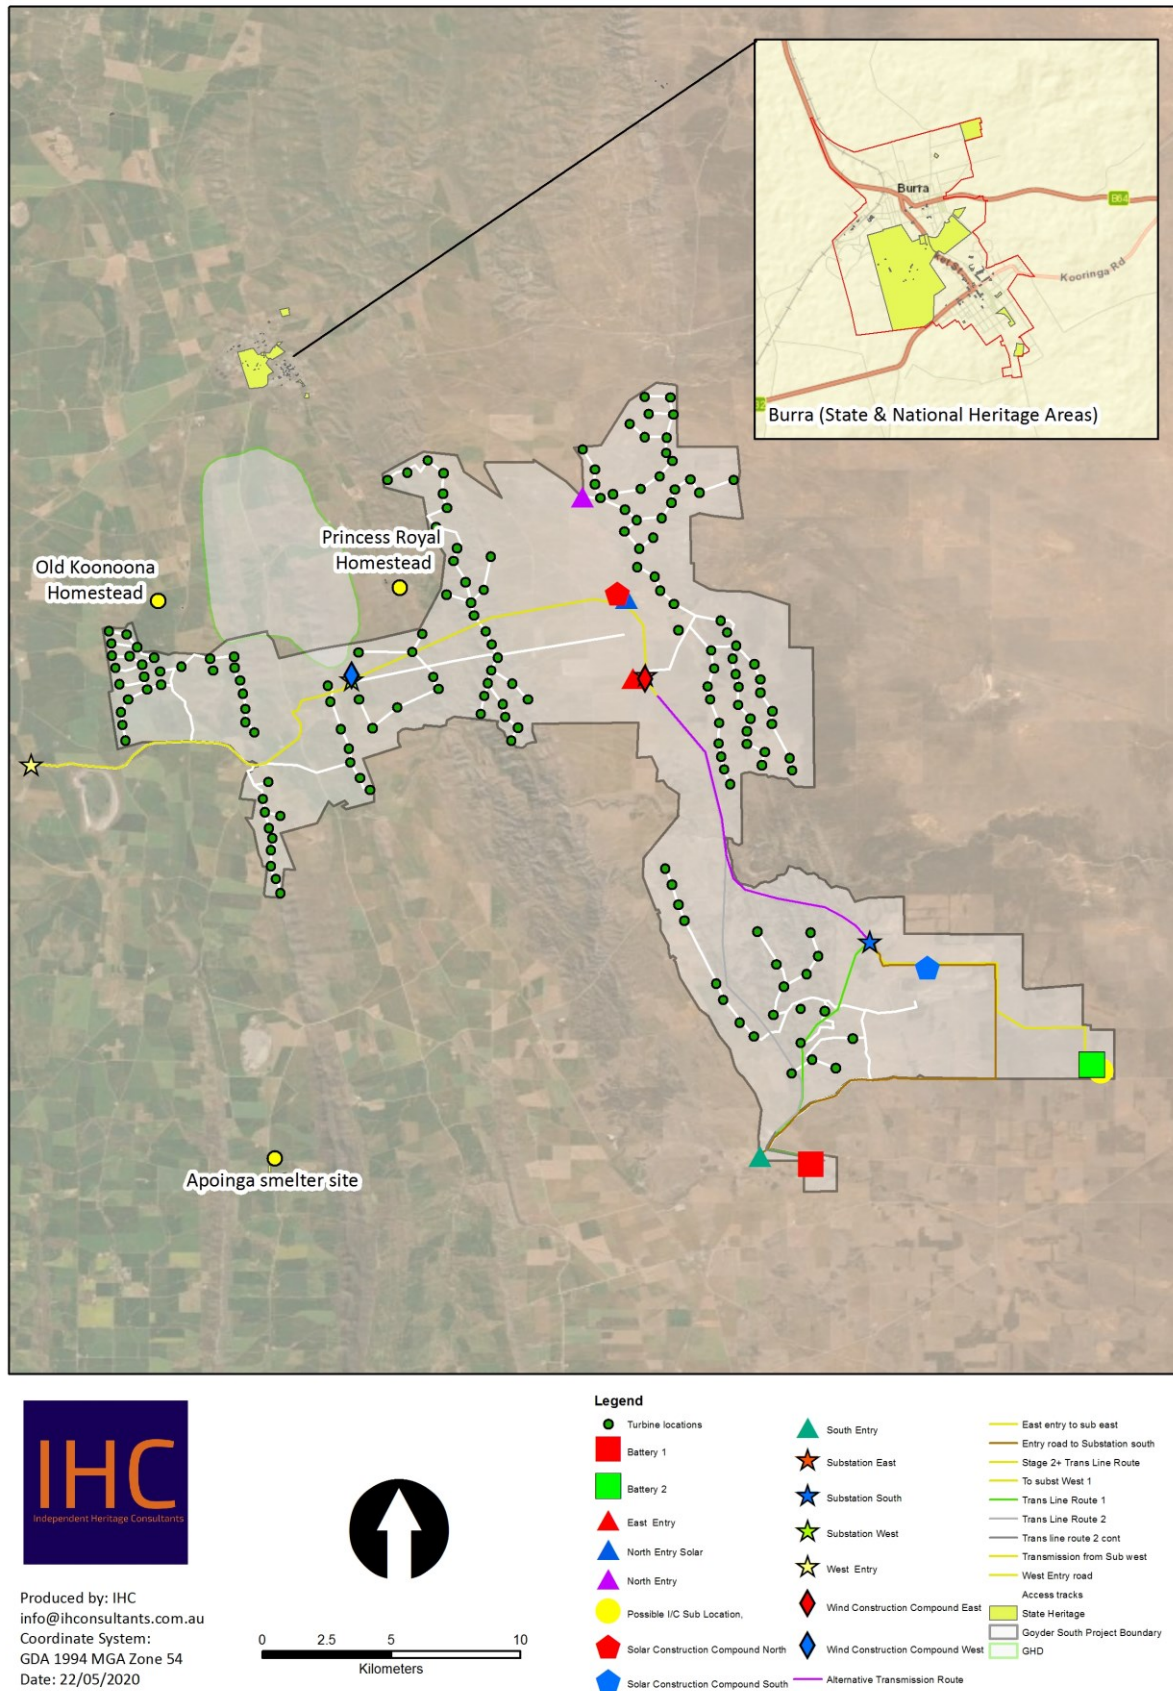 Burra
B64
Kooringa Rd
Burra (State & National Heritage Areas)
Princess Royal
Homestead
Old Koonoona
Homestead
Apoinga smelter site
IHC
Independent Heritage Consultants
Produced by: IHC
info@ihconsultants.com.au
Coordinate System:
GDA 1994 MGA Zone 54
Date: 22/05/2020
0 2.5 5 10
Kilometers
Legend
Turbine locations
Battery 1
Battery 2
East Entry
North Entry Solar
North Entry
Possible I/C Sub Location,
Solar Construction Compound North
Solar Construction Compound South
South Entry
Substation East
Substation South
Substation West
West Entry
Wind Construction Compound East
Wind Construction Compound West
Alternative Transmission Route
East entry to sub east
Entry road to Substation south
Stage 2+ Trans Line Route
To subst West 1
Trans Line Route 1
Trans Line Route 2
Trans line route 2 cont
Transmission from Sub west
West Entry road
Access tracks
State Heritage
Goyder South Project Boundary
GHD